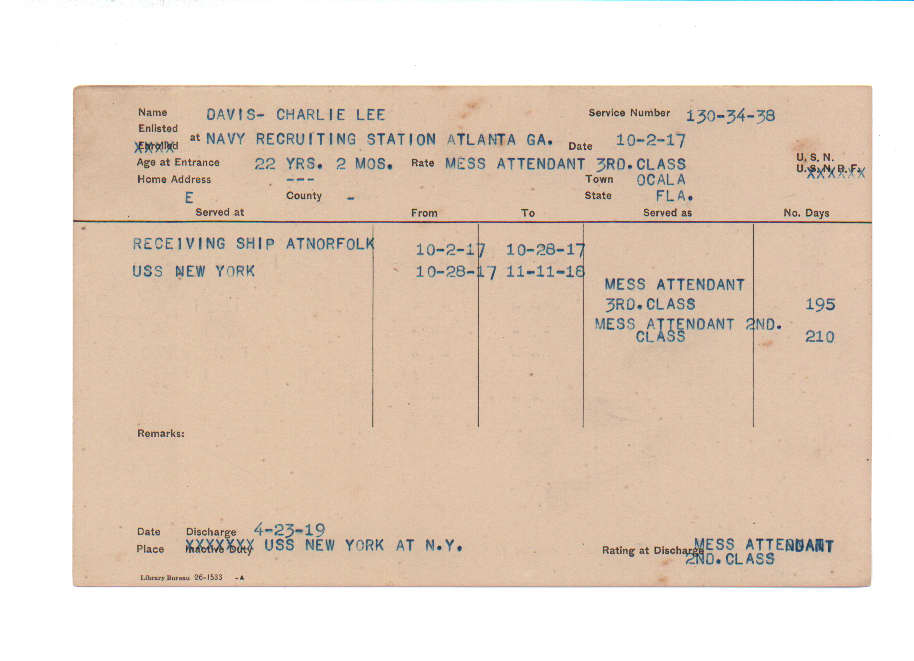 Name DAVIS- CHARLIE LEE Service Number 130-34-38
Enlisted
Enrolled at NAVY RECRUITING STATION ATLANTA GA. Date 10-2-17
Age at Entrance 22 YRS. 2 MOS. Rate MESS ATTENDANT 3RD.CLASS U. S. N.
U. S. N. R. F.
Home Address --- Town OCALA
E County - State FLA.
Served at From To Served as No. Days
RECEIVING SHIP ATNORFOLK 10-2-17 10-28-17
USS NEW YORK 10-28-17 11-11-18
MESS ATTENDANT
3RD.CLASS 195
MESS ATTENDANT 2ND.
CLASS 210
Remarks:
Date Discharge 4-23-19
Place Inactive Duty USS NEW YORK AT N.Y. Rating at Discharge MESS ATTENDANT
2ND.CLASS
Library Bureau 26-1533 -A